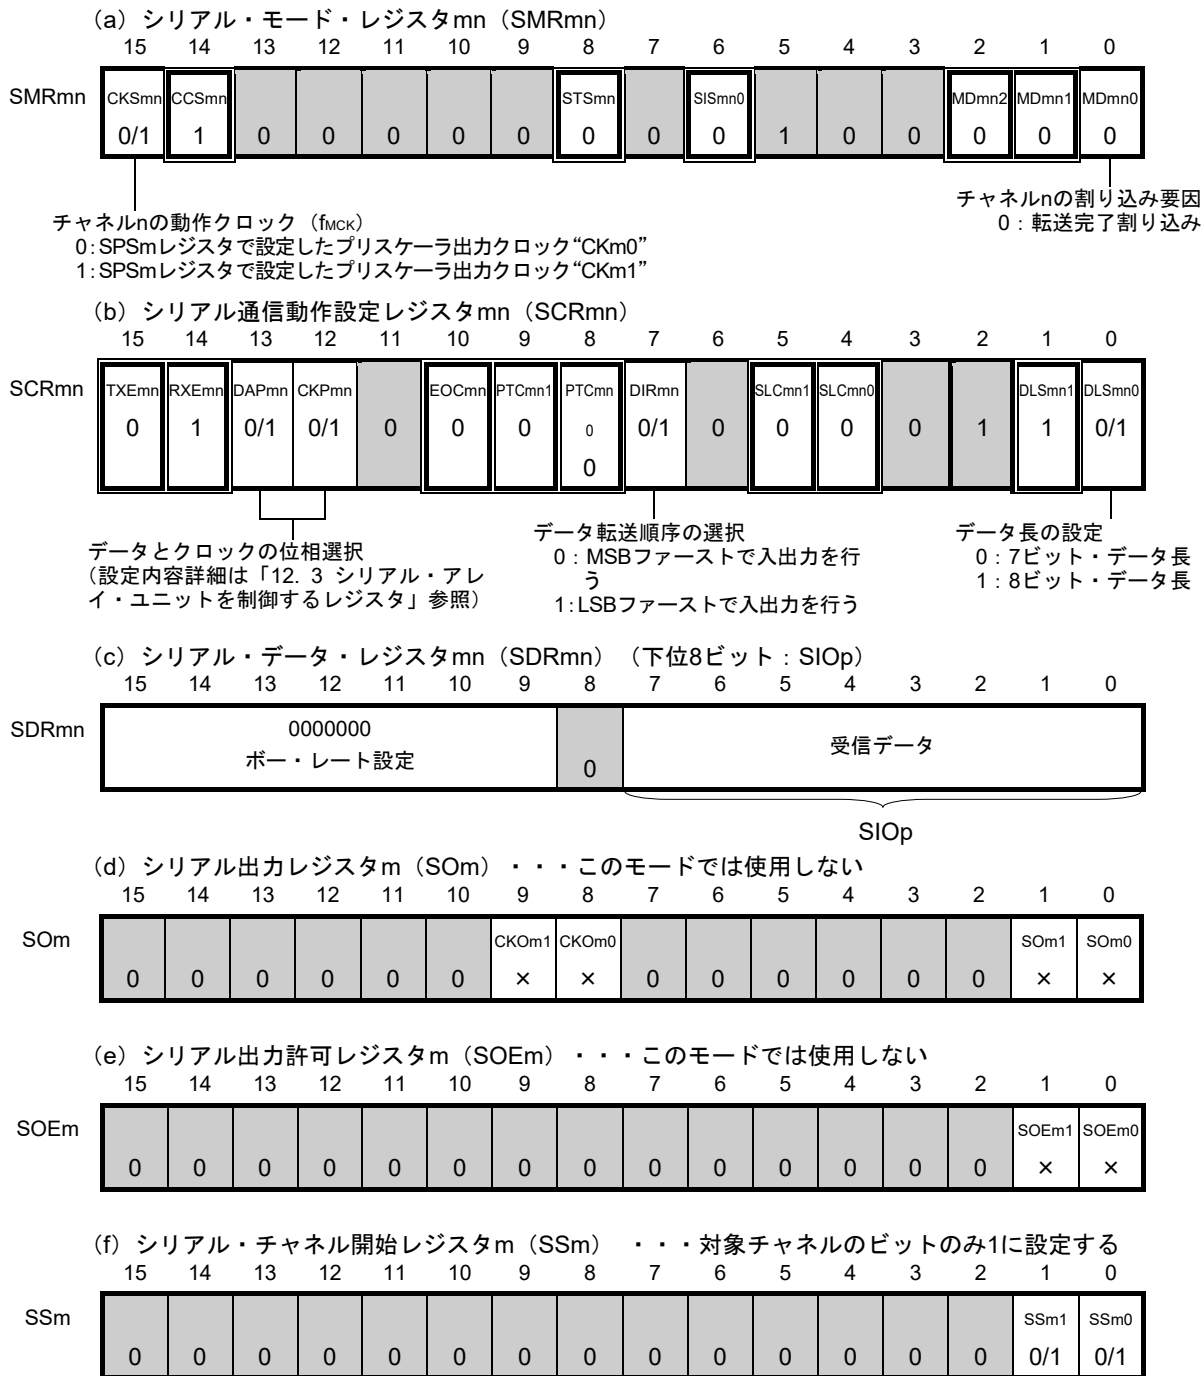 (a) シリアル・モード・レジスタmn（SMRmn）
15 14 13 12 11 10 9 8 7 6 5 4 3 2 1 0
SMRmn CKSmn CCSmn STSmn SISmn0 MDmn2 MDmn1 MDmn0
0/1 1 0 0 0 0 0 0 0 0 1 0 0 0 0 0
チャネルnの動作クロック（fMCK）
0：SPSmレジスタで設定したプリスケーラ出力クロック“CKm0”
1：SPSmレジスタで設定したプリスケーラ出力クロック“CKm1”
チャネルnの割り込み要因
0：転送完了割り込み
(b) シリアル通信動作設定レジスタmn（SCRmn）
15 14 13 12 11 10 9 8 7 6 5 4 3 2 1 0
SCRmn TXEmn RXEmn DAPmn CKPmn EOCmn PTCmn1 PTCmn DIRmn SLCmn1 SLCmn0 DLSmn1 DLSmn0
0 1 0/1 0/1 0 0 0 0 0/1 0 0 0 0 1 1 0/1
0
データとクロックの位相選択
（設定内容詳細は「12. 3 シリアル・アレ
イ・ユニットを制御するレジスタ」参照）
データ転送順序の選択
0：MSBファーストで入出力を行
う
1：LSBファーストで入出力を行う
データ長の設定
0：7ビット・データ長
1：8ビット・データ長
(c) シリアル・データ・レジスタmn（SDRmn）（下位8ビット：SIOp）
15 14 13 12 11 10 9 8 7 6 5 4 3 2 1 0
SDRmn 0000000
ボー・レート設定 0 受信データ
SIOp
(d) シリアル出力レジスタm（SOm）・・・このモードでは使用しない
15 14 13 12 11 10 9 8 7 6 5 4 3 2 1 0
SOm CKOm1 CKOm0 SOm1 SOm0
0 0 0 0 0 0 × × 0 0 0 0 0 0 × ×
(e) シリアル出力許可レジスタm（SOEm）・・・このモードでは使用しない
15 14 13 12 11 10 9 8 7 6 5 4 3 2 1 0
SOEm SOEm1 SOEm0
0 0 0 0 0 0 0 0 0 0 0 0 0 0 × ×
(f) シリアル・チャネル開始レジスタm（SSm） ・・・対象チャネルのビットのみ1に設定する
15 14 13 12 11 10 9 8 7 6 5 4 3 2 1 0
SSm SSm1 SSm0
0 0 0 0 0 0 0 0 0 0 0 0 0 0 0/1 0/1